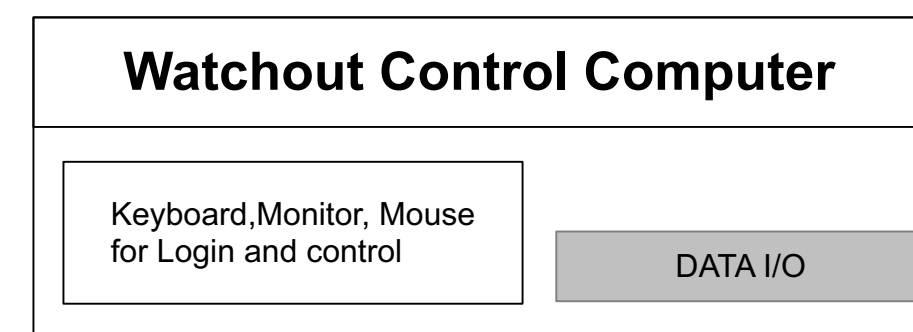 Watchout Control Computer
Keyboard,Monitor, Mouse
for Login and control
DATA I/O